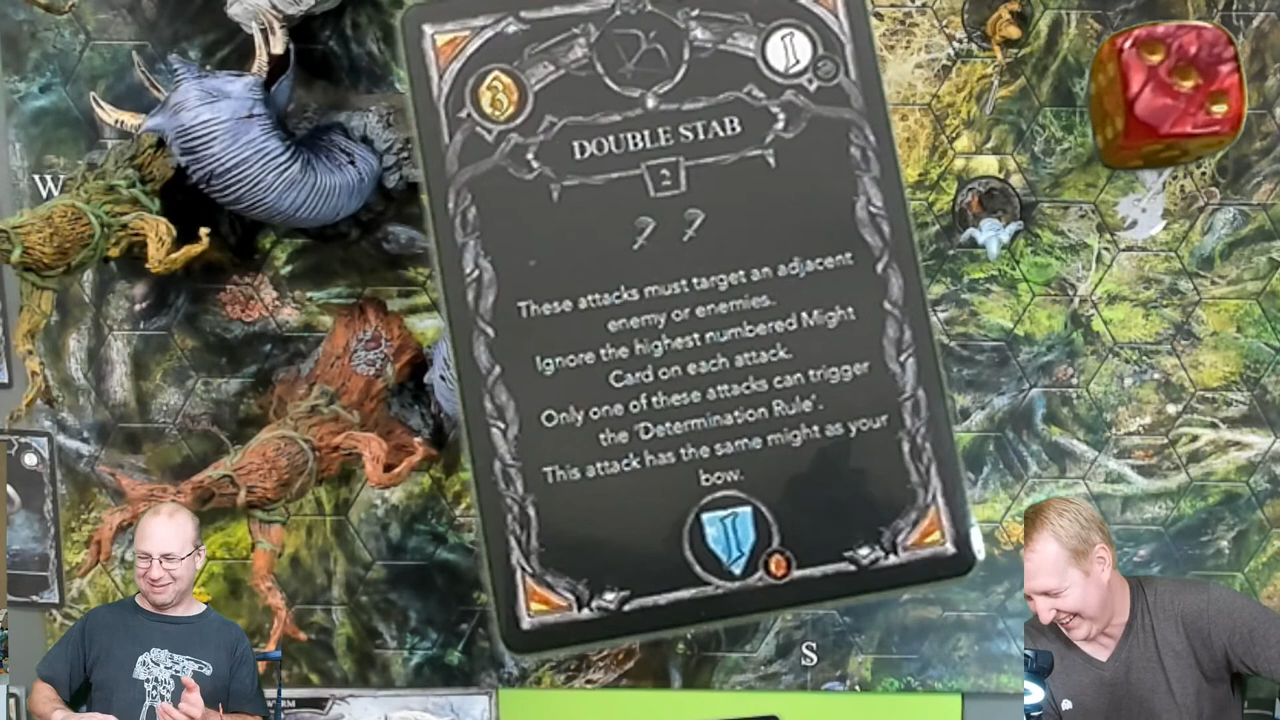 3
I
DOUBLE STAB
2
W
These attacks must target an adjacent
enemy or enemies.
Ignore the highest numbered Might
Card on each attack.
Only one of these attacks can trigger
the 'Determination Rule'.
This attack has the same might as your
bow.
I
S